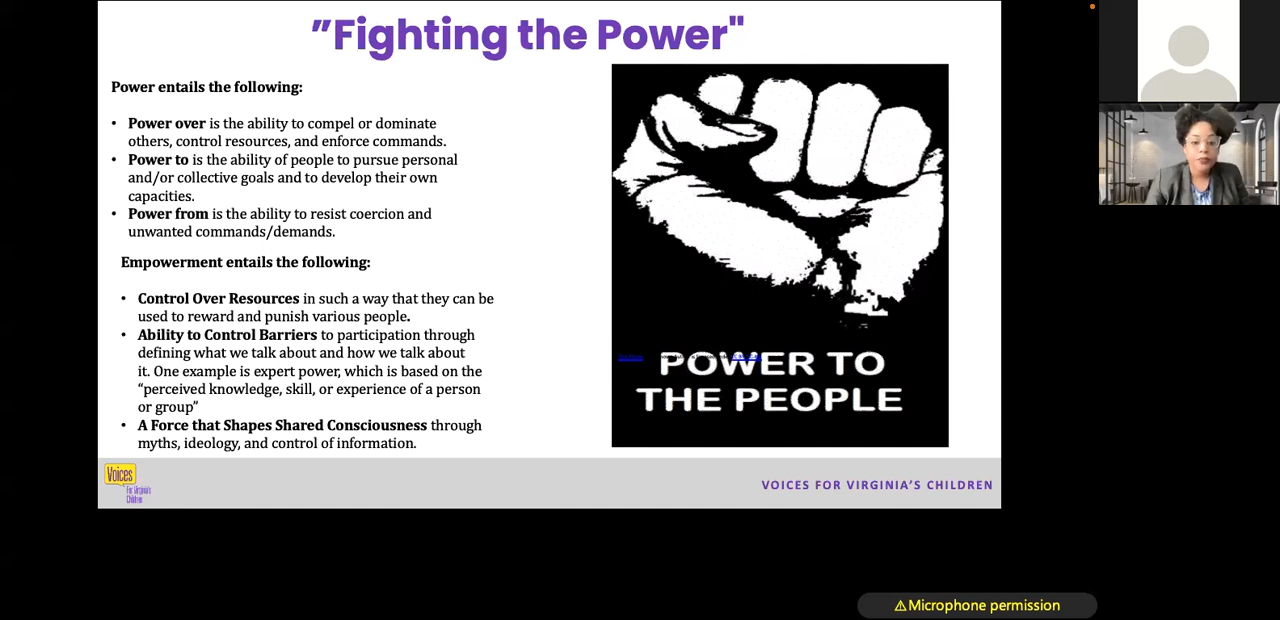 ”Fighting the Power"
Power entails the following:
• Power over is the ability to compel or dominate
others, control resources, and enforce commands.
• Power to is the ability of people to pursue personal
and/or collective goals and to develop their own
capacities.
• Power from is the ability to resist coercion and
unwanted commands/demands.
Empowerment entails the following:
• Control Over Resources in such a way that they can be
used to reward and punish various people.
• Ability to Control Barriers to participation through
defining what we talk about and how we talk about
it. One example is expert power, which is based on the
“perceived knowledge, skill, or experience of a person
or group”
• A Force that Shapes Shared Consciousness through
myths, ideology, and control of information.
POWER TO
THE PEOPLE
Voices
For Virginia's
Children
VOICES FOR VIRGINIA’S CHILDREN
⚠Microphone permission